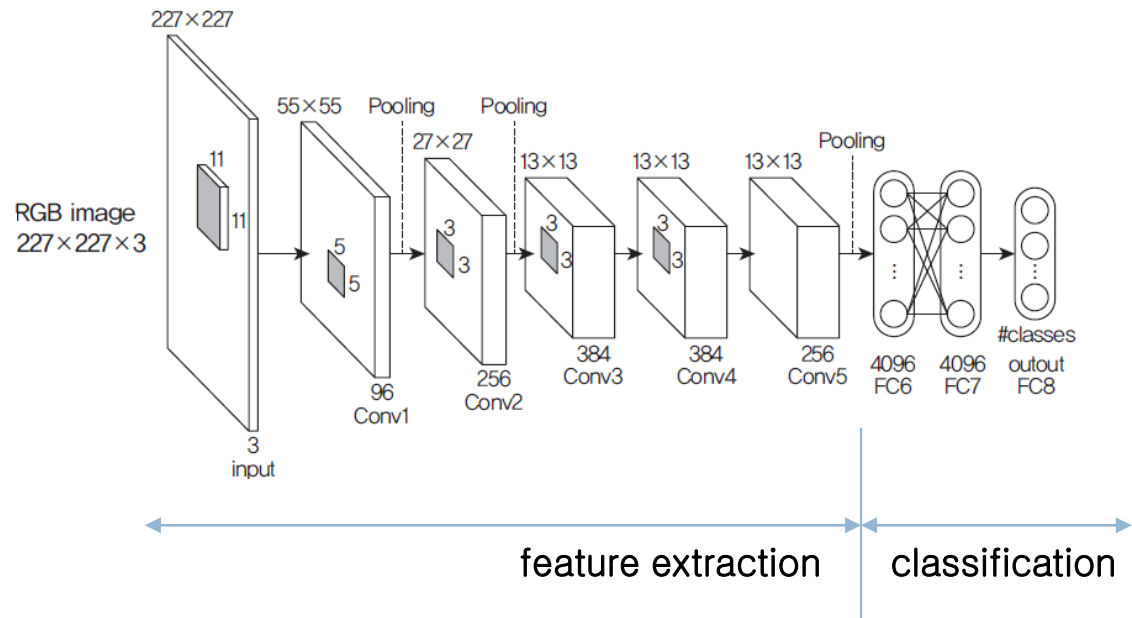 227×227
11
11
RGB image
227×227×3
3
input
55×55
5
5
96
Conv1
Pooling
27×27
3
3
256
Conv2
Pooling
13×13
3
3
384
Conv3
13×13
3
3
384
Conv4
13×13
256
Conv5
Pooling
4096
FC6
4096
FC7
#classes
outout
FC8
feature extraction
classification